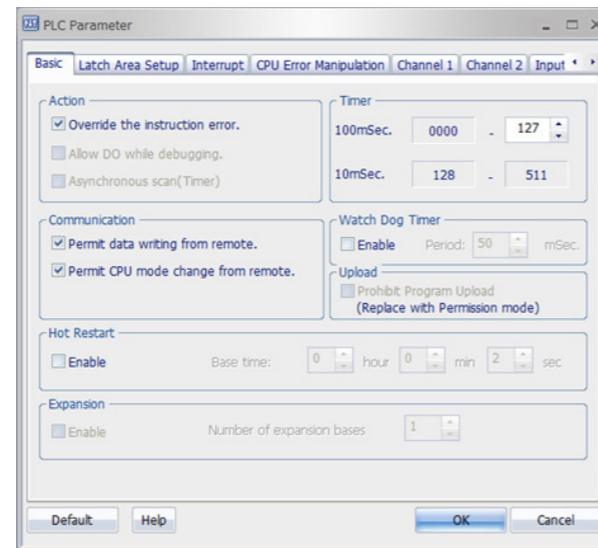 PLC Parameter
Basic Latch Area Setup Interrupt CPU Error Manipulation Channel 1 Channel 2 Input
Action
Override the instruction error.
Allow DO while debugging.
Asynchronous scan(Timer)
Timer
100mSec. 0000 - 127
10mSec. 128 - 511
Communication
Permit data writing from remote.
Permit CPU mode change from remote.
Watch Dog Timer
Enable Period: 50 mSec.
Upload
Prohibit Program Upload
(Replace with Permission mode)
Hot Restart
Enable Base time: 0 hour 0 min 2 sec
Expansion
Enable Number of expansion bases 1
Default Help OK Cancel